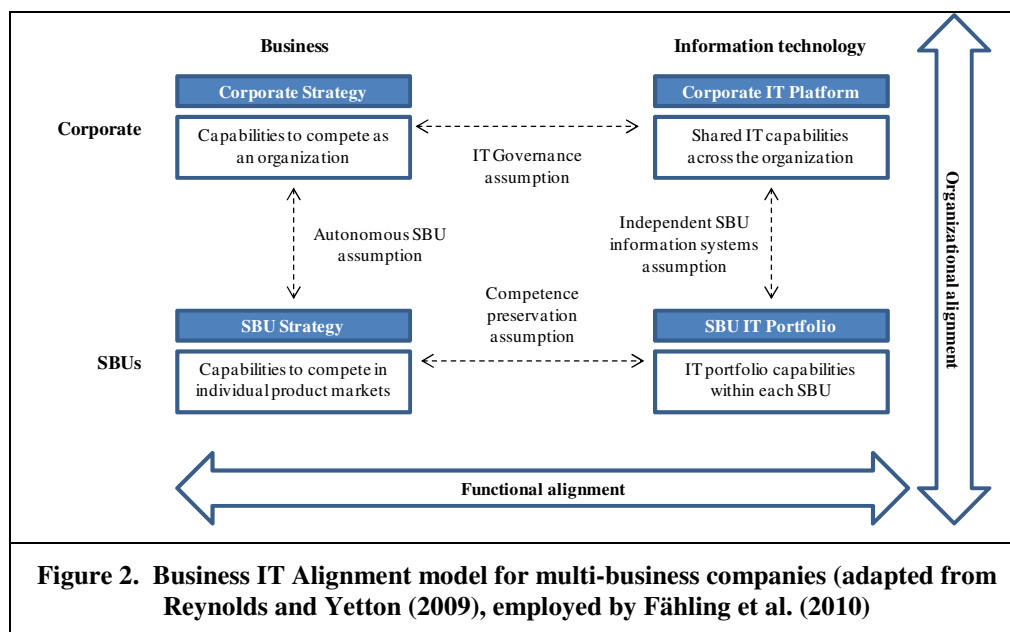 Business
Information technology
Corporate Strategy
Corporate IT Platform
Corporate
Capabilities to compete as
an organization
IT Governance
assumption
Shared IT capabilities
across the organization
Autonomous SBU
assumption
Independent SBU
information systems
assumption
Organizational alignment
Competence
preservation
assumption
SBU Strategy
SBU IT Portfolio
SBUs
Capabilities to compete in
individual product markets
IT portfolio capabilities
within each SBU
Functional alignment
Figure 2. Business IT Alignment model for multi-business companies (adapted from
Reynolds and Yetton (2009), employed by Fähling et al. (2010)